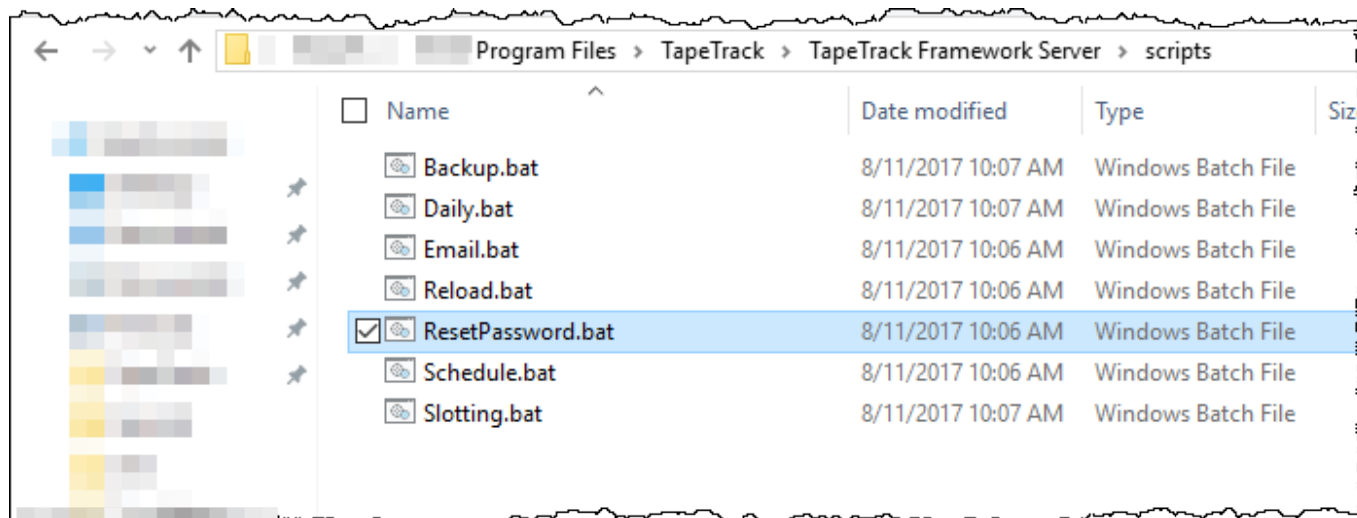 Program Files > TapeTrack > TapeTrack Framework Server > scripts
Name Date modified Type
Backup.bat 8/11/2017 10:07 AM Windows Batch File
Daily.bat 8/11/2017 10:07 AM Windows Batch File
Email.bat 8/11/2017 10:06 AM Windows Batch File
Reload.bat 8/11/2017 10:06 AM Windows Batch File
ResetPassword.bat 8/11/2017 10:06 AM Windows Batch File
Schedule.bat 8/11/2017 10:06 AM Windows Batch File
Slotting.bat 8/11/2017 10:07 AM Windows Batch File